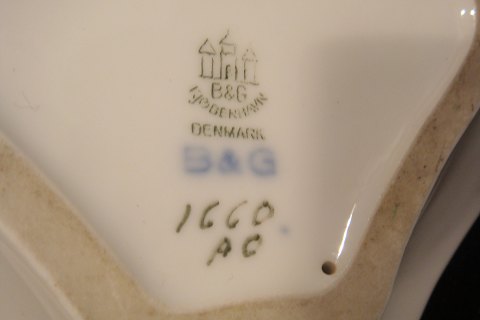 B&G
KJØBENHAVN
DENMARK
B&G
1660.
AC